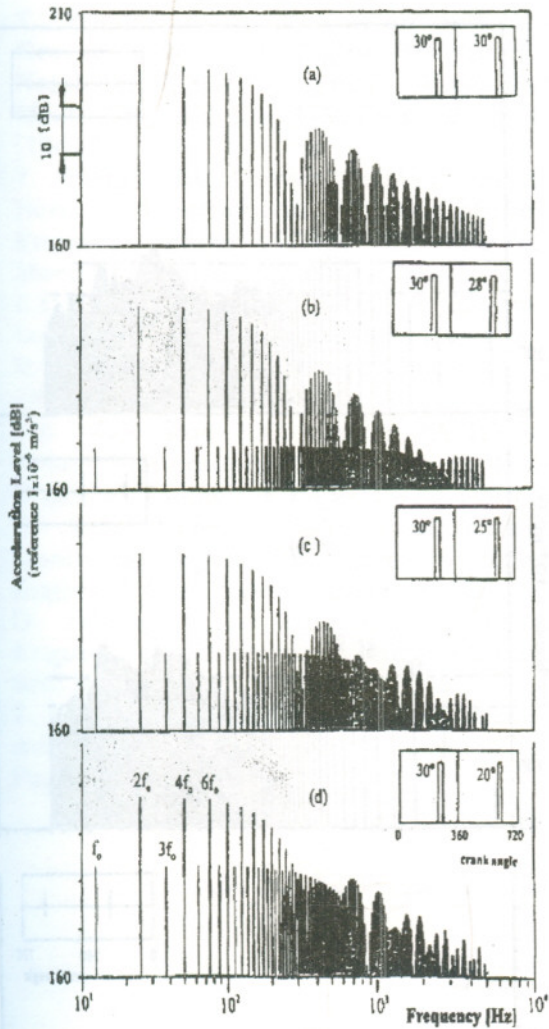 210
10 [dB]
160
(a)
30° 30°
160
(b)
30° 28°
Acceleration Level [dB]
(reference 1x10⁻⁶ m/s²
160
(c)
30° 25°
160
(d)
30° 20°
0 360 720
crank angle
f₀ 2f₀ 3f₀ 4f₀ 6f₀
10¹ 10² 10³ 10⁴
Frequency [Hz]